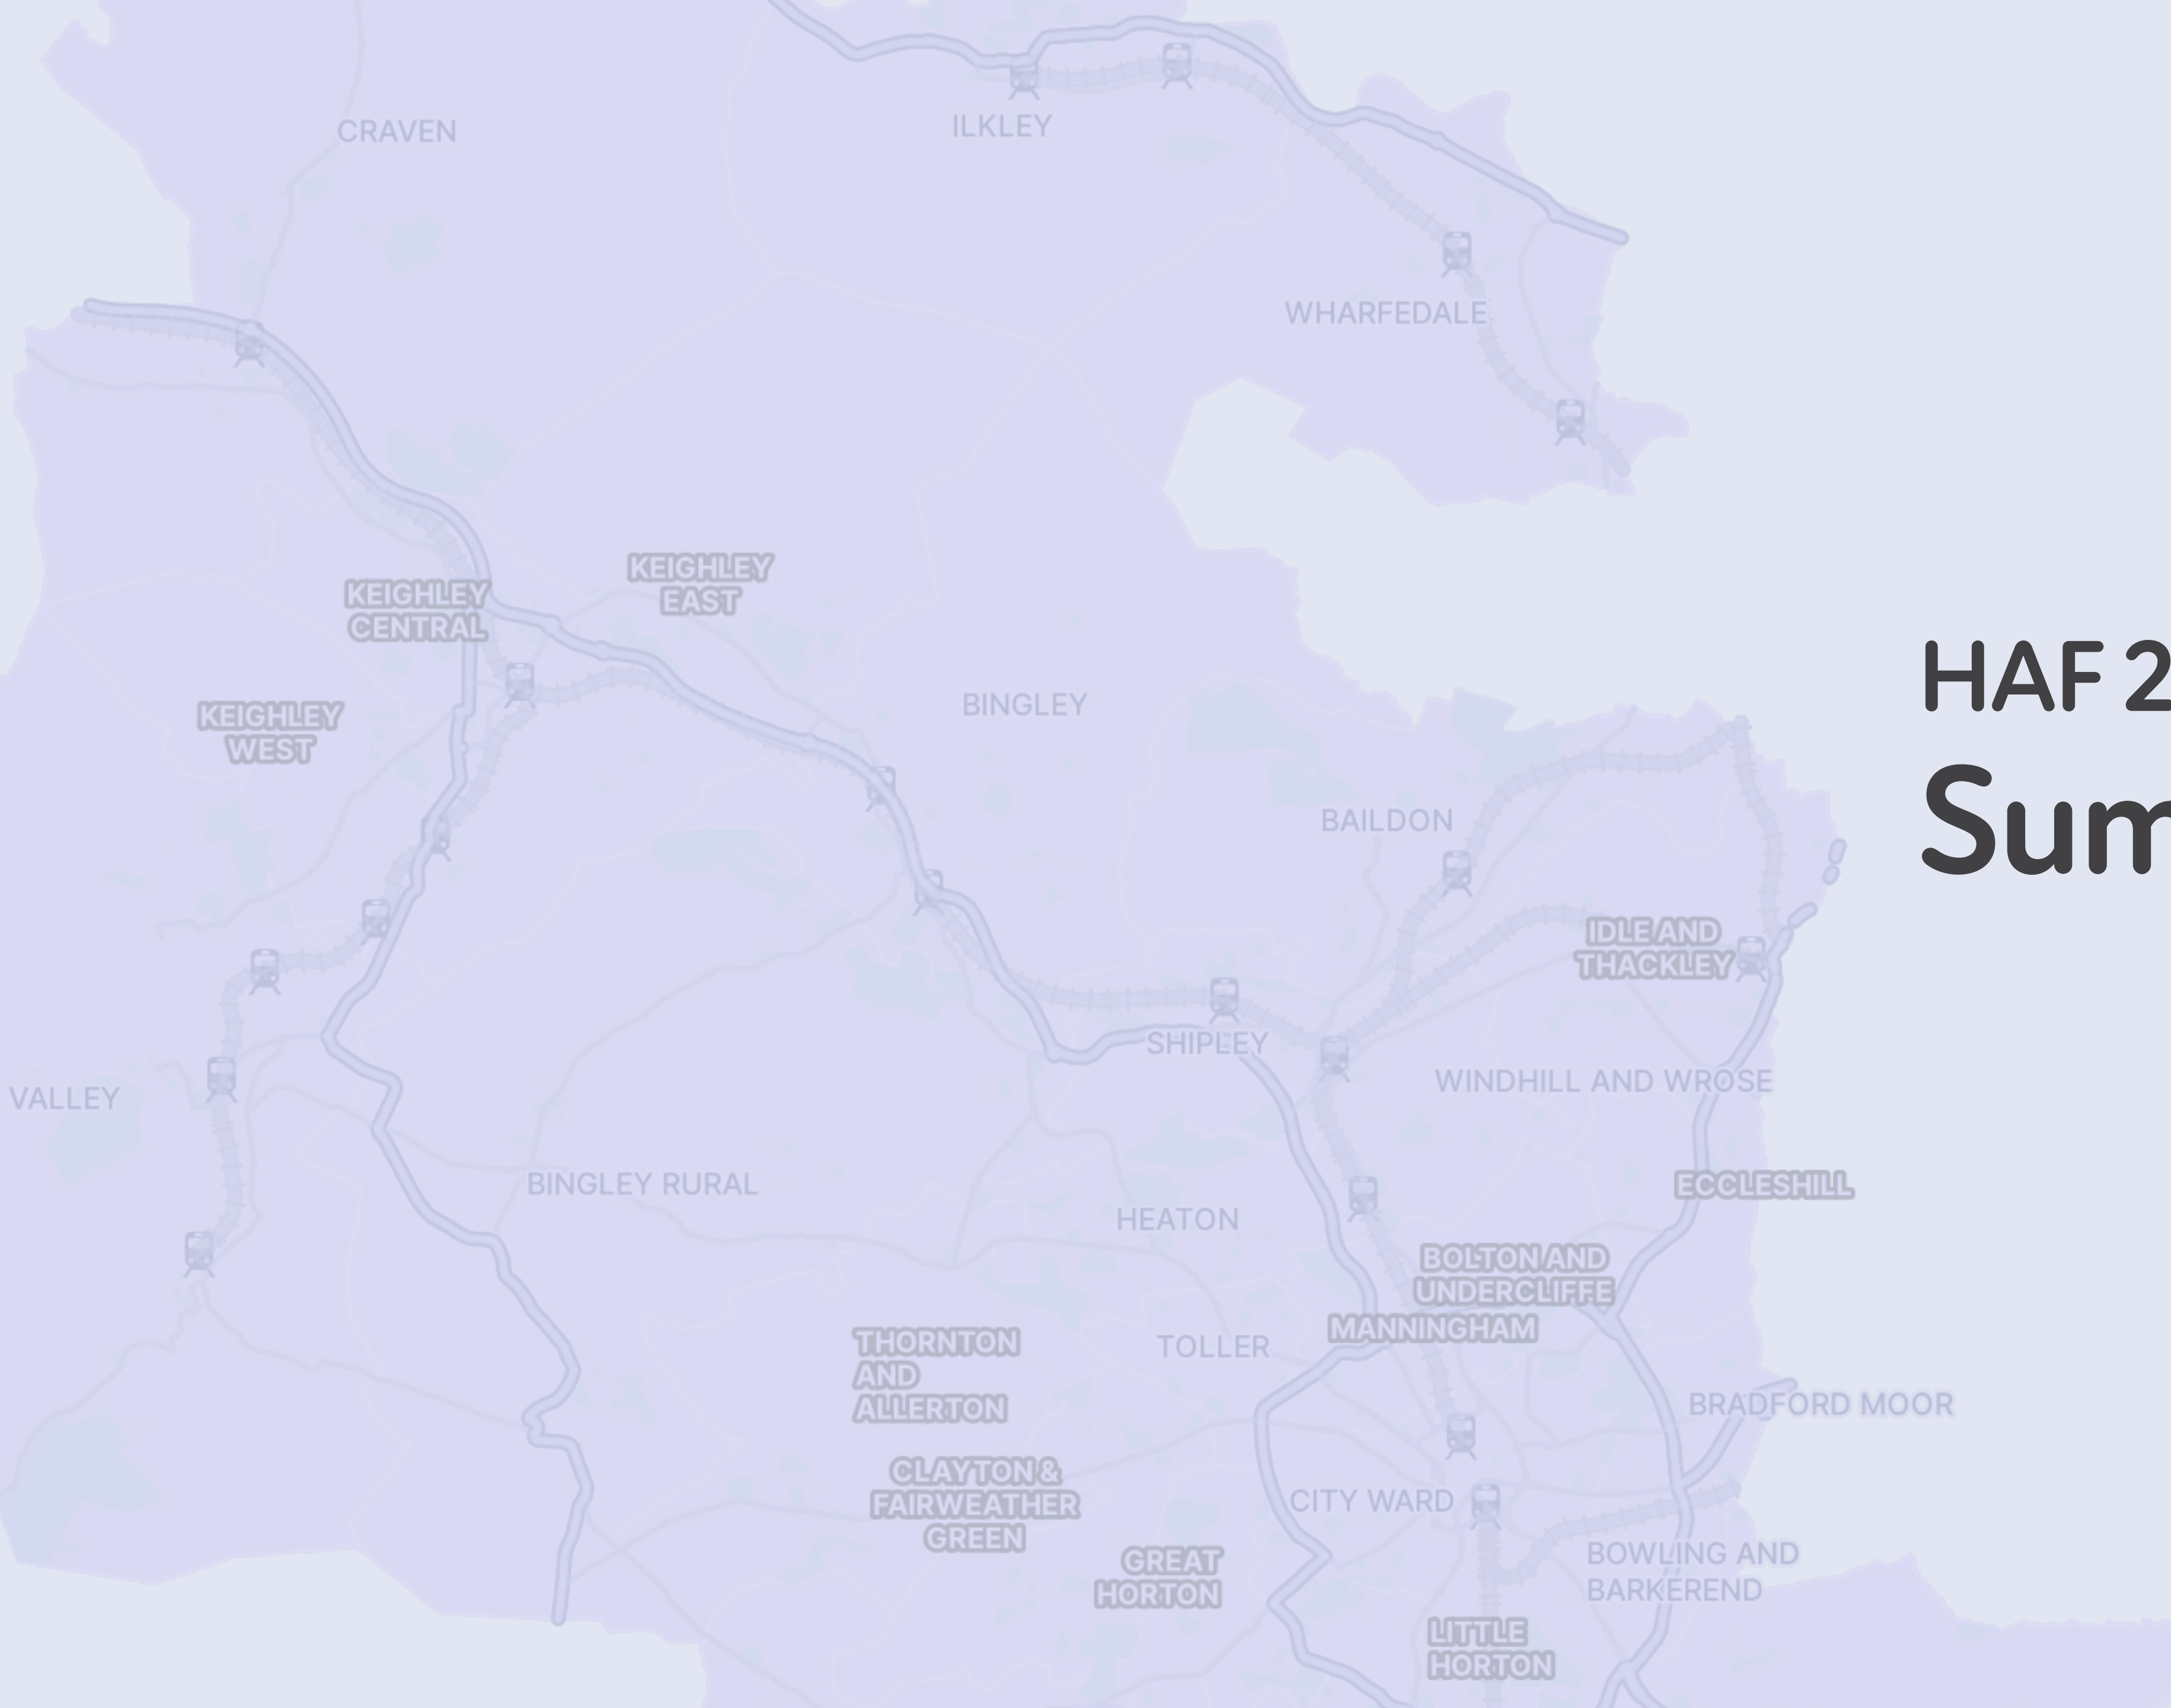 CRAVEN
ILKLEY
WHARFEDALE
KEIGHLEY
EAST
KEIGHLEY
CENTRAL
KEIGHLEY
WEST
BINGLEY
HAF 2
Sum
BAILDON
IDLE AND
THACKLEY
SHIPLEY
WINDHILL AND WROSE
VALLEY
BINGLEY RURAL
ECCLESHILL
HEATON
BOLTON AND
UNDERCLIFFE
MANNINGHAM
THORNTON
AND
ALLERTON
TOLLER
BRADFORD MOOR
CLAYTON &
FAIRWEATHER
GREEN
CITY WARD
GREAT
HORTON
BOWLING AND
BARKEREND
LITTLE
HORTON